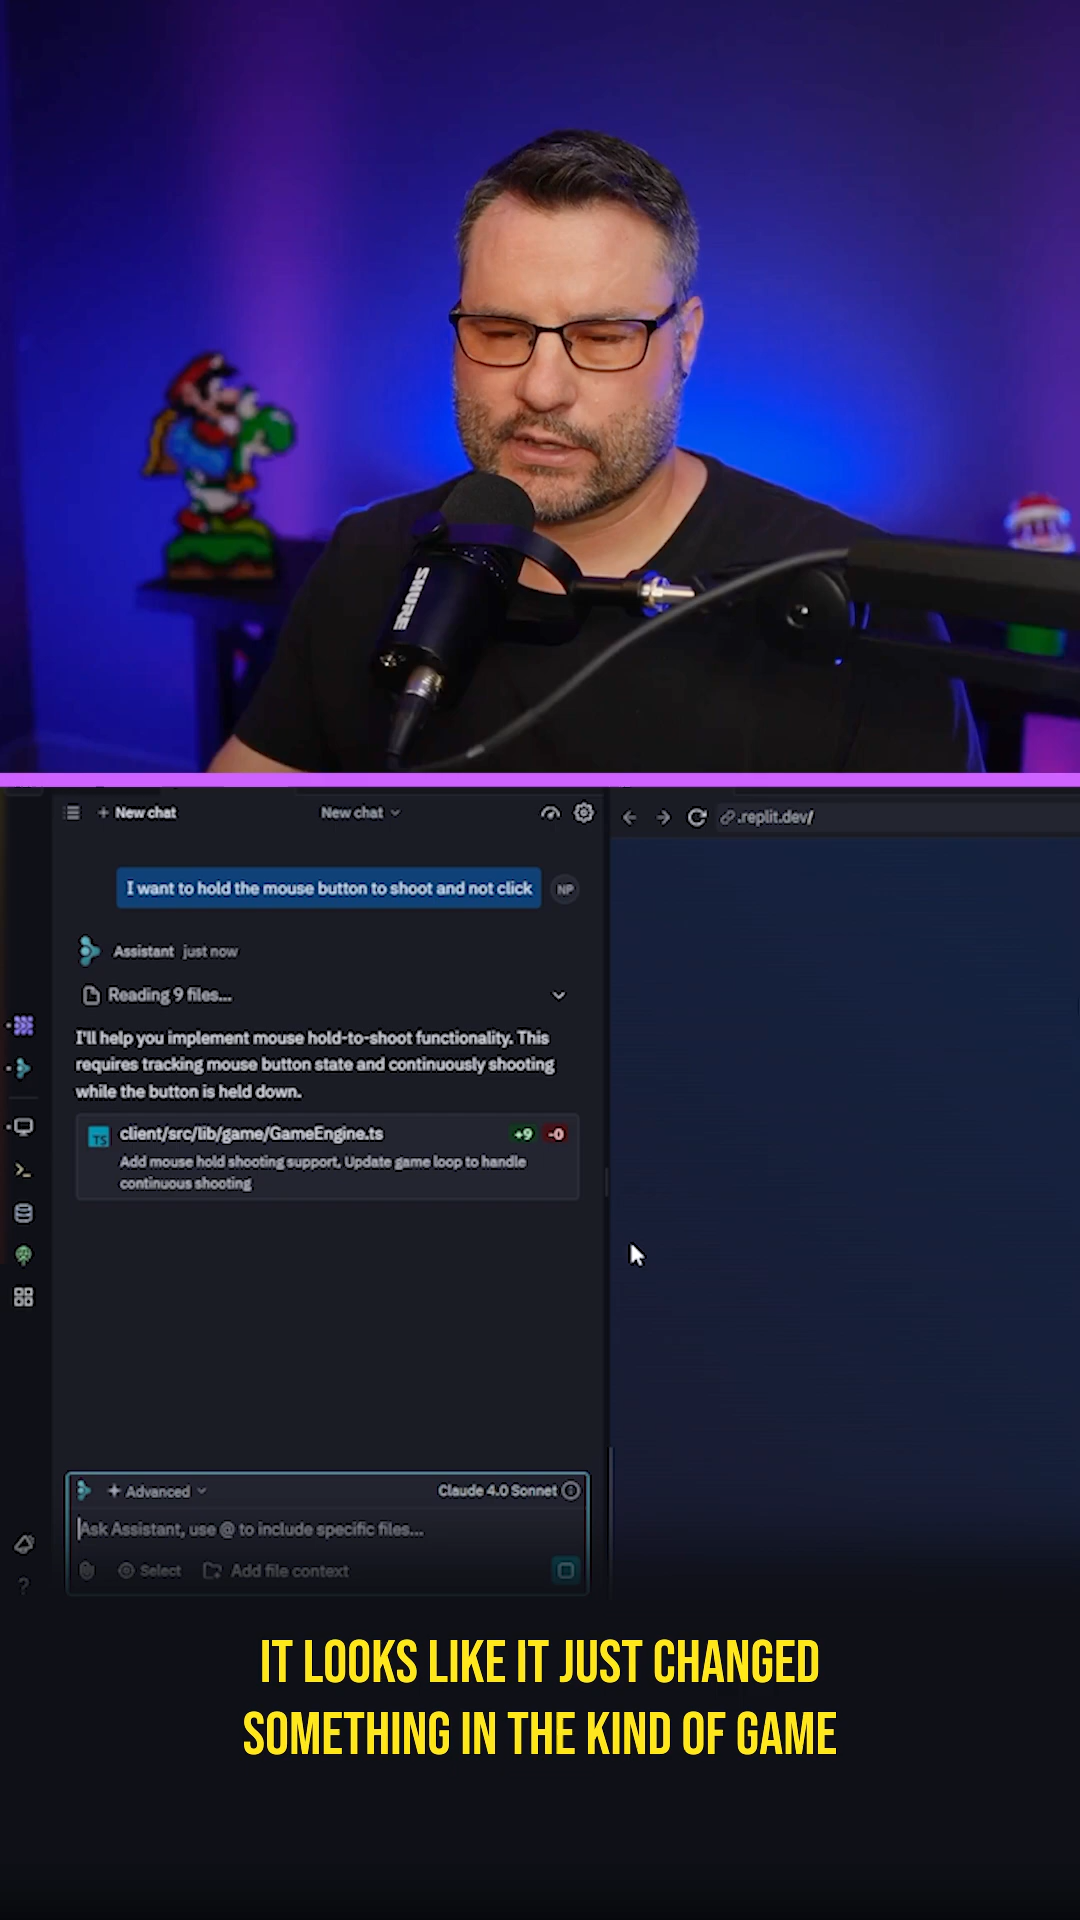 SHURE
+ New chat
New chat
.replit.dev/
I want to hold the mouse button to shoot and not click
NP
Assistant just now
Reading 9 files...
I'll help you implement mouse hold-to-shoot functionality. This
requires tracking mouse button state and continuously shooting
while the button is held down.
TS client/src/lib/game/GameEngine.ts +9 -0
Add mouse hold shooting support, Update game loop to handle
continuous shooting
Advanced
Claude 4.0 Sonnet
Ask Assistant, use @ to include specific files...
Select
Add file context
?
IT LOOKS LIKE IT JUST CHANGED
SOMETHING IN THE KIND OF GAME